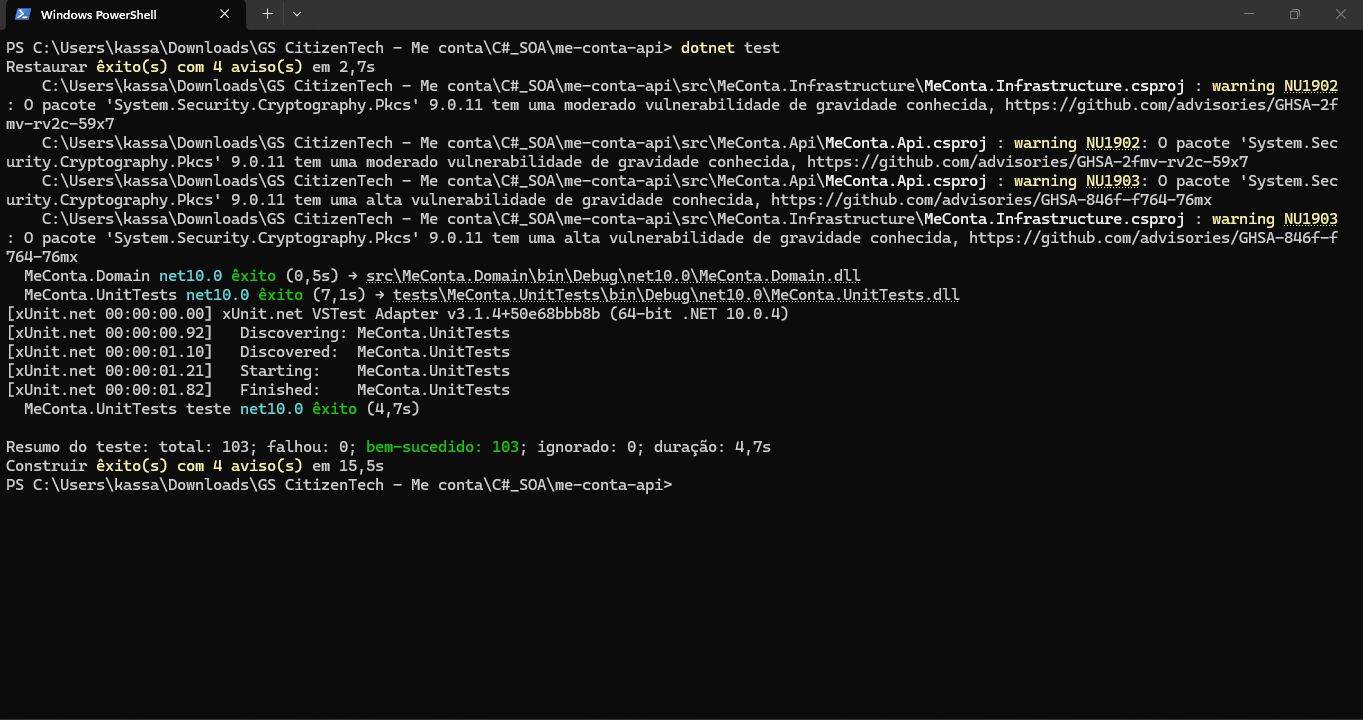 Windows PowerShell
PS C:\Users\kassa\Downloads\GS CitizenTech - Me conta\C#_SOA\me-conta-api> dotnet test
Restaurar êxito(s) com 4 aviso(s) em 2,7s
    C:\Users\kassa\Downloads\GS CitizenTech - Me conta\C#_SOA\me-conta-api\src\MeConta.Infrastructure\MeConta.Infrastructure.csproj : warning NU1902
: O pacote 'System.Security.Cryptography.Pkcs' 9.0.11 tem uma moderado vulnerabilidade de gravidade conhecida, https://github.com/advisories/GHSA-2f
mv-rv2c-59x7
    C:\Users\kassa\Downloads\GS CitizenTech - Me conta\C#_SOA\me-conta-api\src\MeConta.Api\MeConta.Api.csproj : warning NU1902: O pacote 'System.Sec
urity.Cryptography.Pkcs' 9.0.11 tem uma moderado vulnerabilidade de gravidade conhecida, https://github.com/advisories/GHSA-2fmv-rv2c-59x7
    C:\Users\kassa\Downloads\GS CitizenTech - Me conta\C#_SOA\me-conta-api\src\MeConta.Api\MeConta.Api.csproj : warning NU1903: O pacote 'System.Sec
urity.Cryptography.Pkcs' 9.0.11 tem uma alta vulnerabilidade de gravidade conhecida, https://github.com/advisories/GHSA-846f-f764-76mx
    C:\Users\kassa\Downloads\GS CitizenTech - Me conta\C#_SOA\me-conta-api\src\MeConta.Infrastructure\MeConta.Infrastructure.csproj : warning NU1903
: O pacote 'System.Security.Cryptography.Pkcs' 9.0.11 tem uma alta vulnerabilidade de gravidade conhecida, https://github.com/advisories/GHSA-846f-f
764-76mx
  MeConta.Domain net10.0 êxito (0,5s) → src\MeConta.Domain\bin\Debug\net10.0\MeConta.Domain.dll
  MeConta.UnitTests net10.0 êxito (7,1s) → tests\MeConta.UnitTests\bin\Debug\net10.0\MeConta.UnitTests.dll
[xUnit.net 00:00:00.00] xUnit.net VSTest Adapter v3.1.4+50e68bbb8b (64-bit .NET 10.0.4)
[xUnit.net 00:00:00.92]   Discovering: MeConta.UnitTests
[xUnit.net 00:00:01.10]   Discovered:  MeConta.UnitTests
[xUnit.net 00:00:01.21]   Starting:    MeConta.UnitTests
[xUnit.net 00:00:01.82]   Finished:    MeConta.UnitTests
  MeConta.UnitTests teste net10.0 êxito (4,7s)
Resumo do teste: total: 103; falhou: 0; bem-sucedido: 103; ignorado: 0; duração: 4,7s
Construir êxito(s) com 4 aviso(s) em 15,5s
PS C:\Users\kassa\Downloads\GS CitizenTech - Me conta\C#_SOA\me-conta-api>